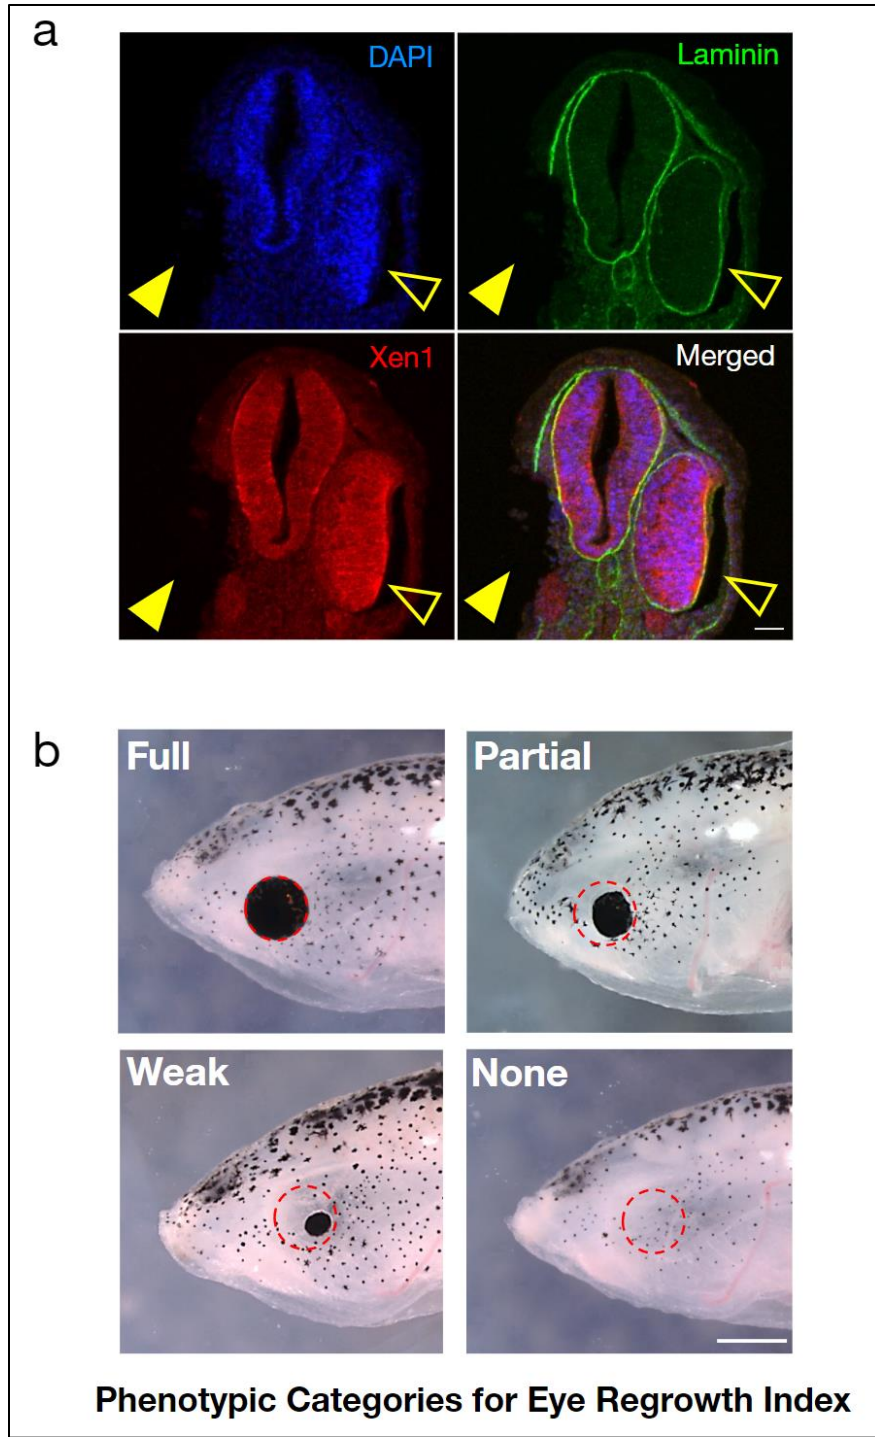 a
DAPI
Laminin
Xen1
Merged
b
Full
Partial
Weak
None
Phenotypic Categories for Eye Regrowth Index